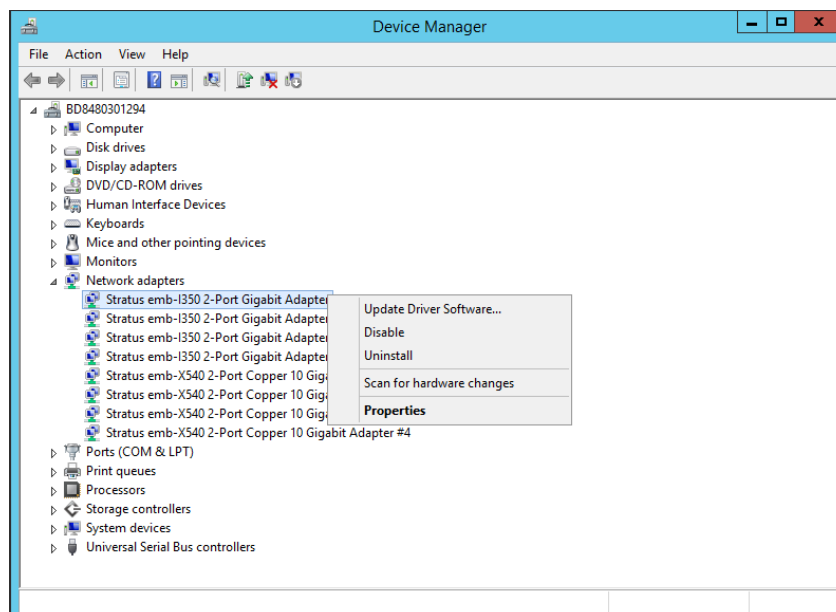 Device Manager
File Action View Help
BD8480301294
Computer
Disk drives
Display adapters
DVD/CD-ROM drives
Human Interface Devices
Keyboards
Mice and other pointing devices
Monitors
Network adapters
Stratus emb-I350 2-Port Gigabit Adapter
Stratus emb-I350 2-Port Gigabit Adapter
Stratus emb-I350 2-Port Gigabit Adapter
Stratus emb-I350 2-Port Gigabit Adapter
Stratus emb-X540 2-Port Copper 10 Giga
Stratus emb-X540 2-Port Copper 10 Giga
Stratus emb-X540 2-Port Copper 10 Giga
Stratus emb-X540 2-Port Copper 10 Gigabit Adapter #4
Ports (COM & LPT)
Print queues
Processors
Storage controllers
System devices
Universal Serial Bus controllers
Update Driver Software...
Disable
Uninstall
Scan for hardware changes
Properties